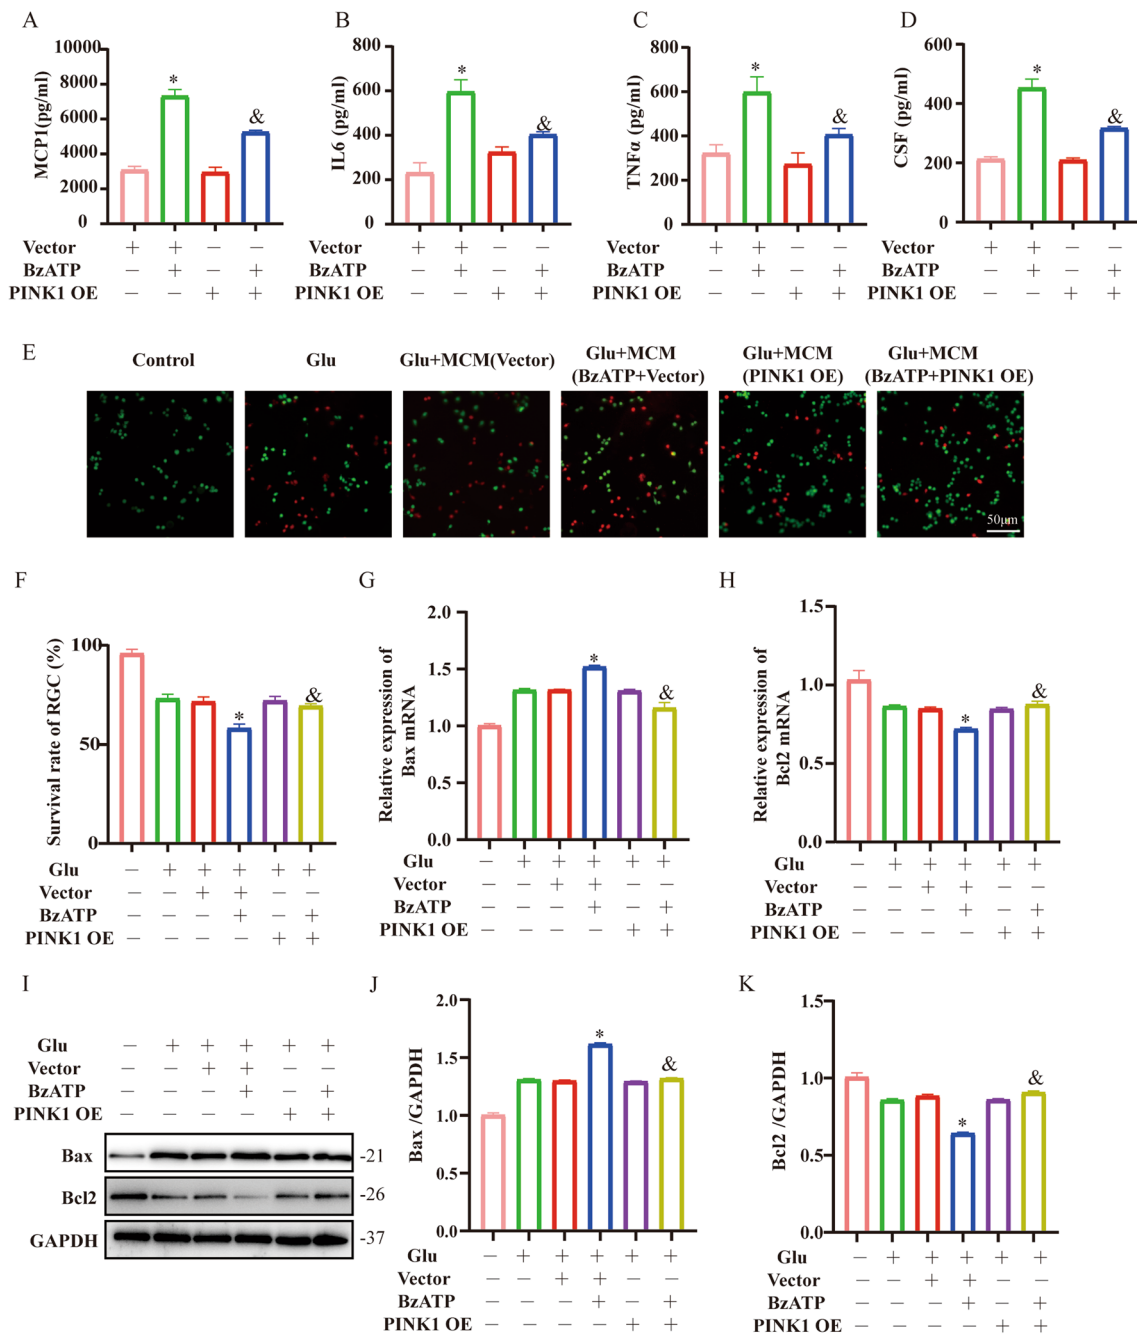 A
B
C
D
MCP1(pg/ml)
10000
8000
6000
4000
2000
0
*
&
IL6 (pg/ml)
800
600
400
200
0
*
&
TNFα (pg/ml)
800
600
400
200
0
*
&
CSF (pg/ml)
600
400
200
0
*
&
Vector + + − − + + − − + + − − + + − −
BzATP − + − + − + − + − + − + − + − +
PINK1 OE − − + + − − + + − − + + − − + +
Vector
BzATP
PINK1 OE
Vector
BzATP
PINK1 OE
Vector
BzATP
PINK1 OE
E
Control
Glu
Glu+MCM(Vector)
Glu+MCM
(BzATP+Vector)
Glu+MCM
(PINK1 OE)
Glu+MCM
(BzATP+PINK1 OE)
50μm
F
Survival rate of RGC (%)
100
50
0
*
&
Glu − + + + + +
Vector − − + + − −
BzATP − − − + − +
PINK1 OE − − − − + +
G
Relative expression of
Bax mRNA
2.0
1.5
1.0
0.5
0.0
*
&
Glu − + + + + +
Vector − − + + − −
BzATP − − − + − +
PINK1 OE − − − − + +
H
Relative expression of
Bcl2 mRNA
1.5
1.0
0.5
0.0
*
&
Glu − + + + + +
Vector − − + + − −
BzATP − − − + − +
PINK1 OE − − − − + +
I
Glu − + + + + +
Vector − − + + − −
BzATP − − − + − +
PINK1 OE − − − − + +
Bax -21
Bcl2 -26
GAPDH -37
J
Bax /GAPDH
2.0
1.5
1.0
0.5
0.0
*
&
Glu − + + + + +
Vector − − + + − −
BzATP − − − + − +
PINK1 OE − − − − + +
K
Bcl2 /GAPDH
1.5
1.0
0.5
0.0
*
&
Glu − + + + + +
Vector − − + + − −
BzATP − − − + − +
PINK1 OE − − − − + +